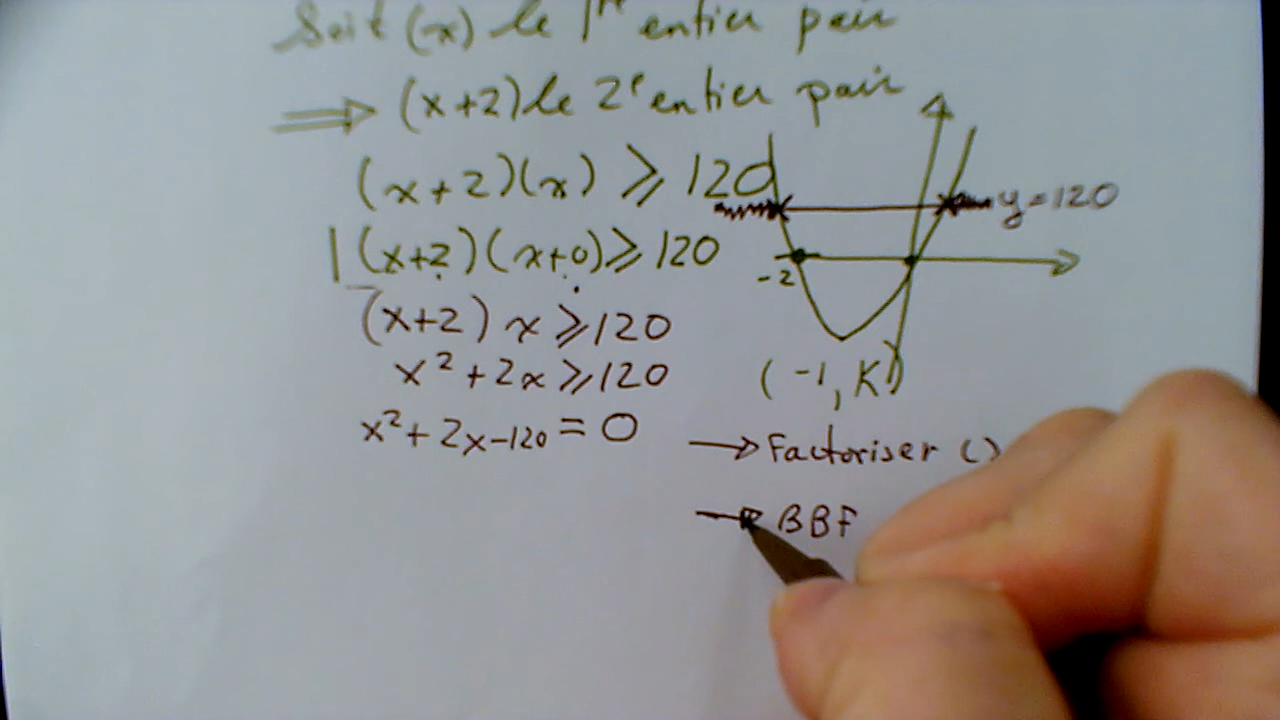 Soit (x) le 1er entier pair
⟹ (x+2) le 2e entier pair
(x+2)(x) ⩾ 120
(x+2)(x+0) ⩾ 120
(x+2) x ⩾ 120
x² + 2x ⩾ 120
x² + 2x - 120 = 0
y = 120
-2
(-1, K)
→ Factoriser ()
→ BBF